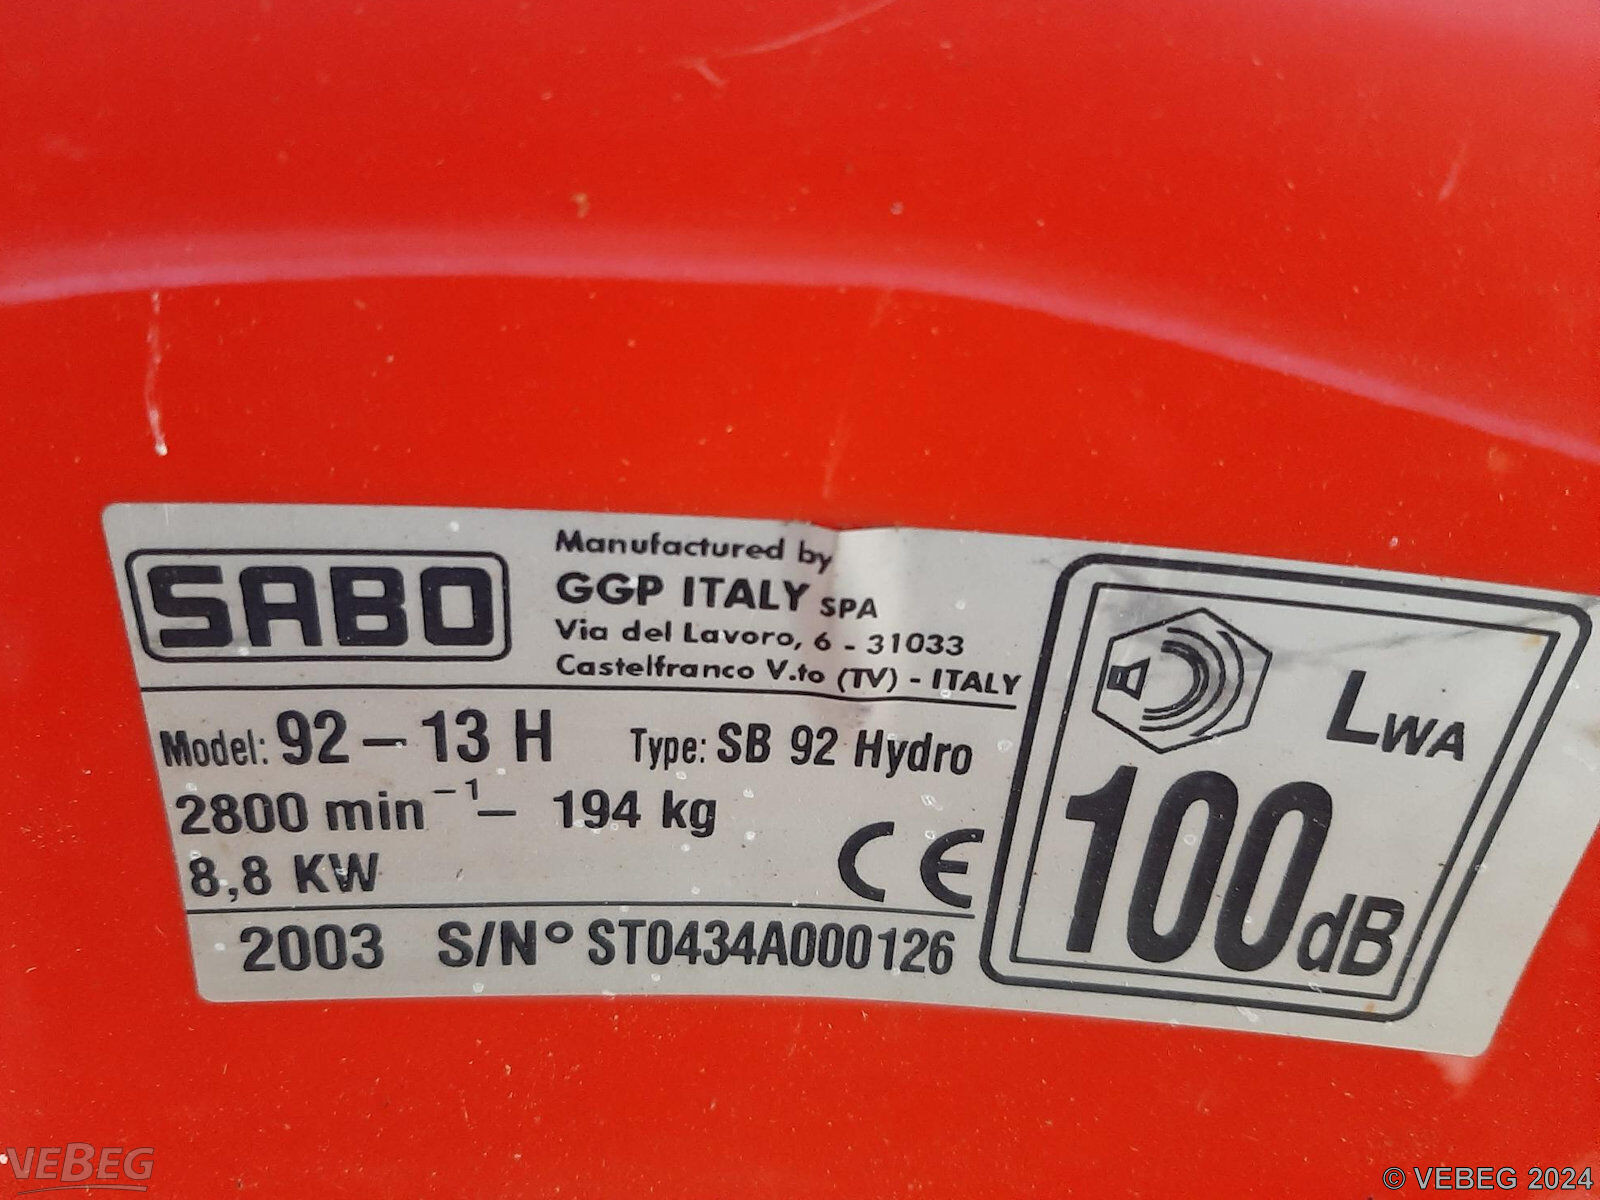 SABO
Manufactured by
GGP ITALY SPA
Via del Lavoro, 6 - 31033
Castelfranco V.to (TV) - ITALY
Model: 92 - 13 H Type: SB 92 Hydro
2800 min⁻¹ - 194 kg
8,8 KW
CE
2003 S/N° ST0434A000126
LWA
100dB
VEBEG
© VEBEG 2024